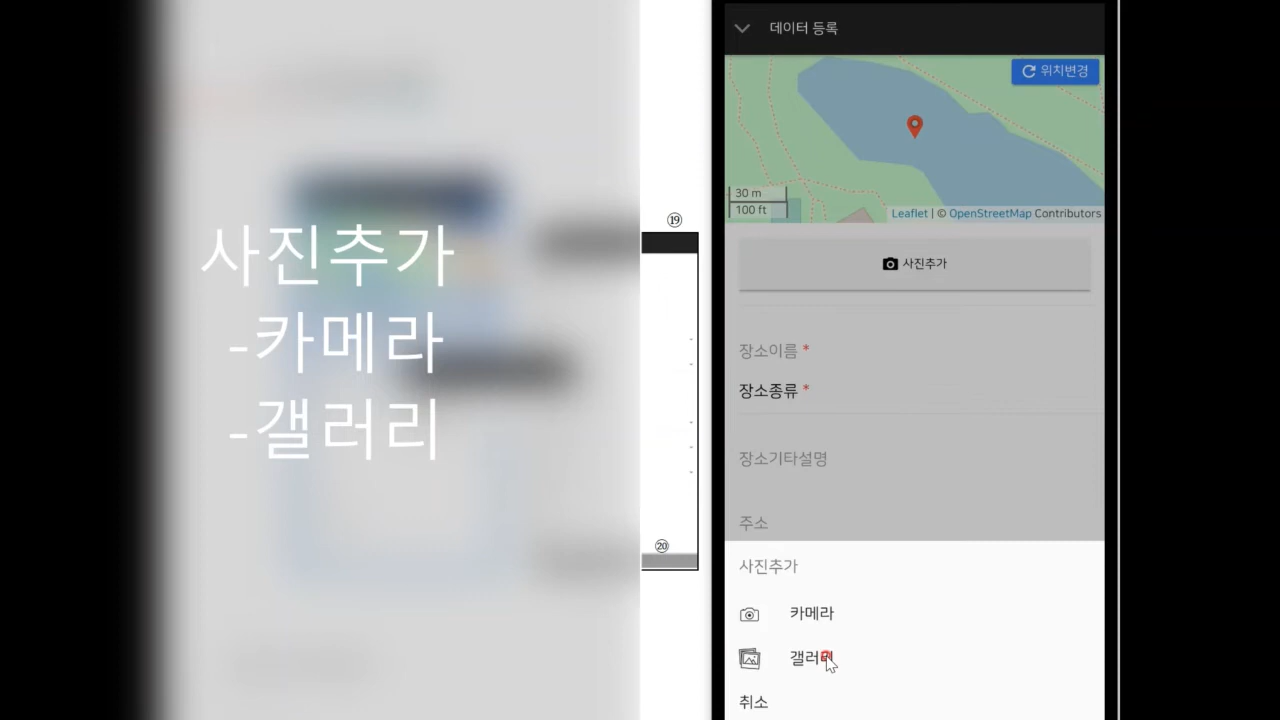 사진추가
-카메라
-갤러리
⑲
⑳
데이터 등록
위치변경
30 m
100 ft
Leaflet | © OpenStreetMap Contributors
사진추가
장소이름 *
장소종류 *
장소기타설명
주소
사진추가
카메라
갤러리
취소